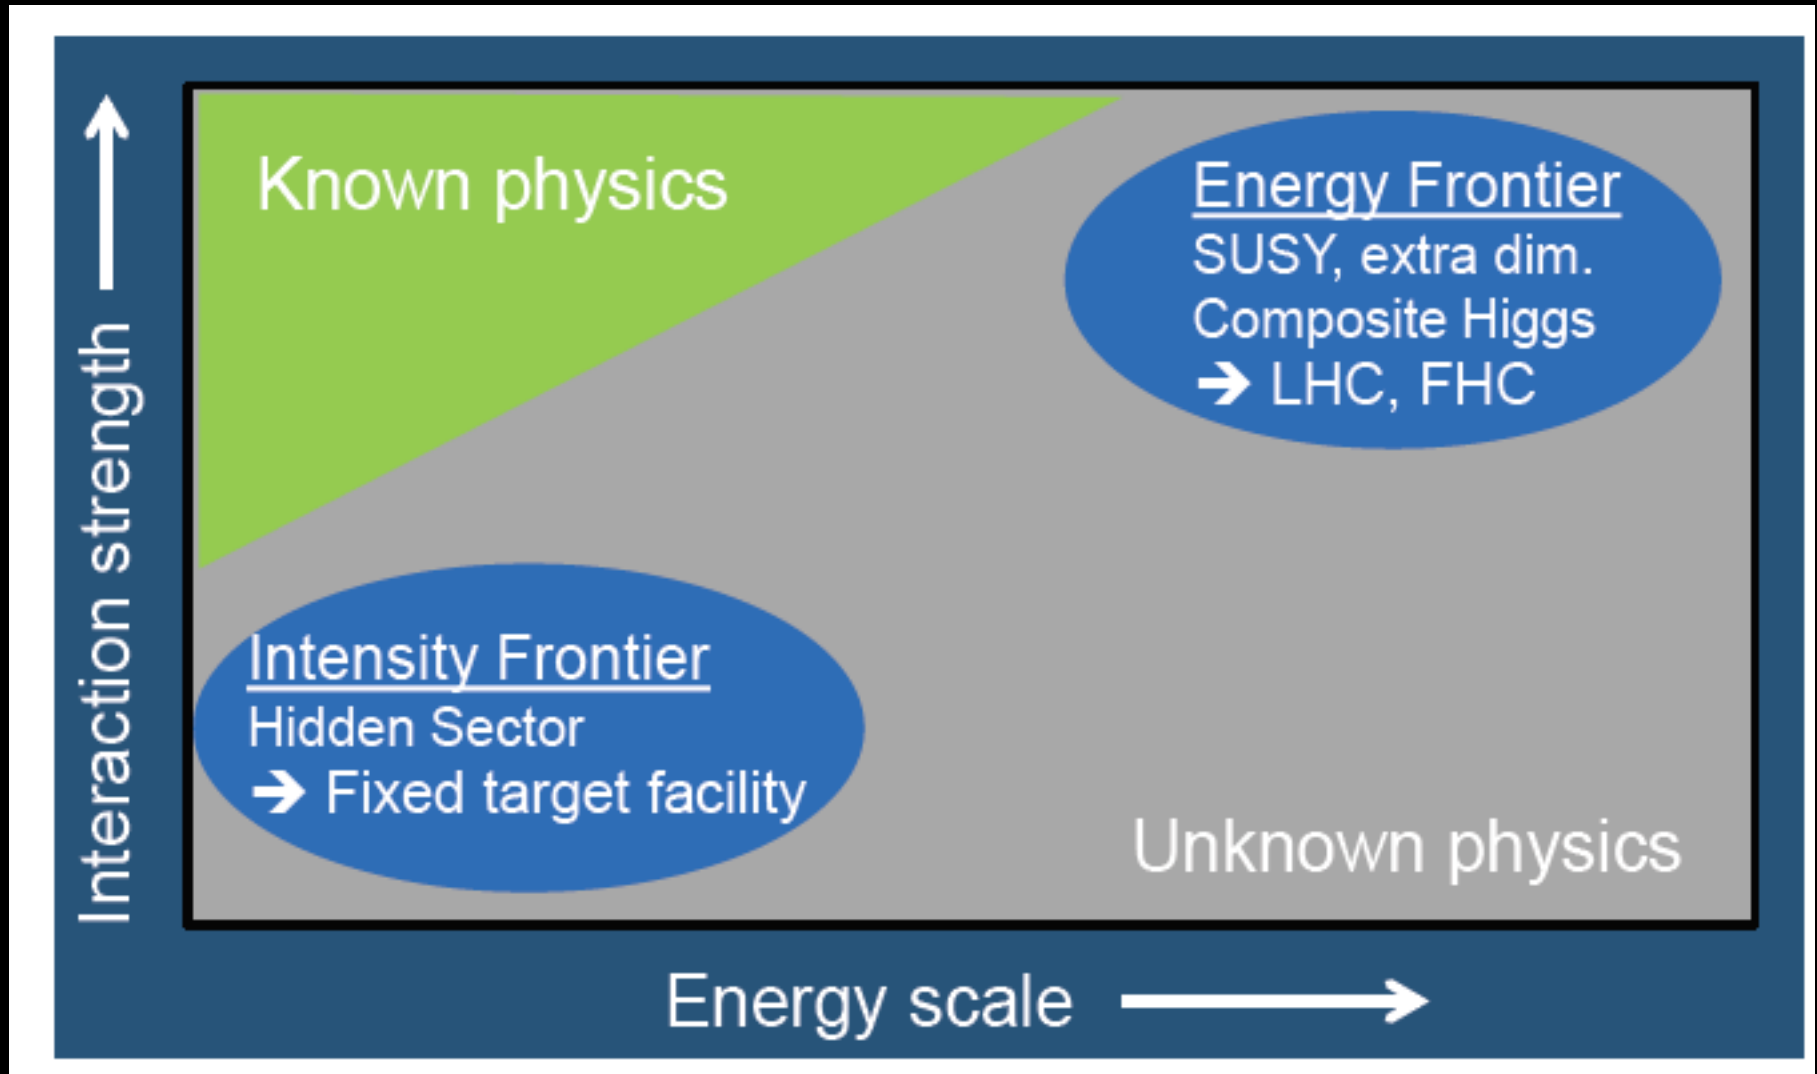 Known physics
Energy Frontier
SUSY, extra dim.
Composite Higgs
➔ LHC, FHC
Interaction strength
Intensity Frontier
Hidden Sector
➔ Fixed target facility
Unknown physics
Energy scale